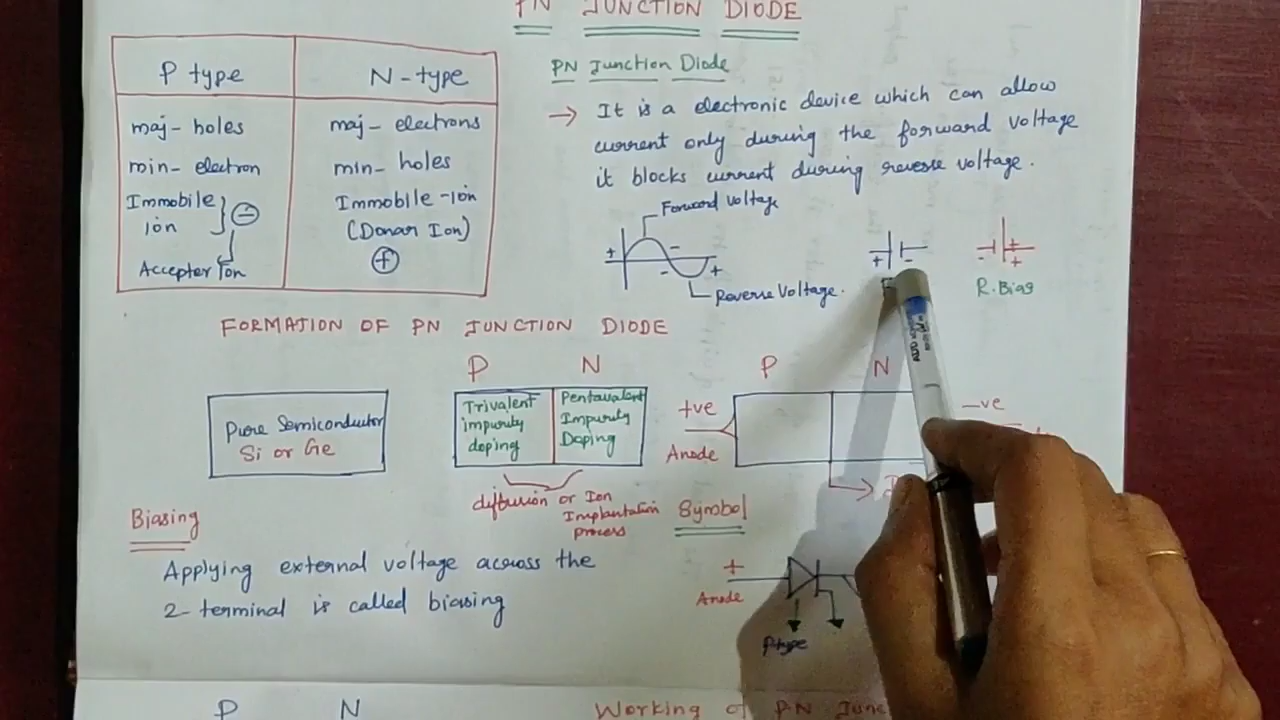 PN JUNCTION DIODE
P type
N-type
maj- holes
maj- electrons
min- electron
min- holes
Immobile
ion
-
Accepter Ion
Immobile -ion
(Donar Ion)
+
PN Junction Diode
→ It is a electronic device which can allow
current only during the forward voltage
it blocks current during reverse voltage.
Forward Voltage
+ - - +
Reverse Voltage.
+ -
F
- + +
R.Bias
FORMATION OF PN JUNCTION DIODE
Pure Semiconductor
Si or Ge
P N
Trivalent
impurity
doping
Pentavalent
Impurity
Doping
diffusion or Ion
Implantation
process
P N
+ve
Anode
-ve
Biasing
Applying external voltage across the
2-terminal is called biasing
Symbol
+
Anode
P-type
P N
Working of PN Junc